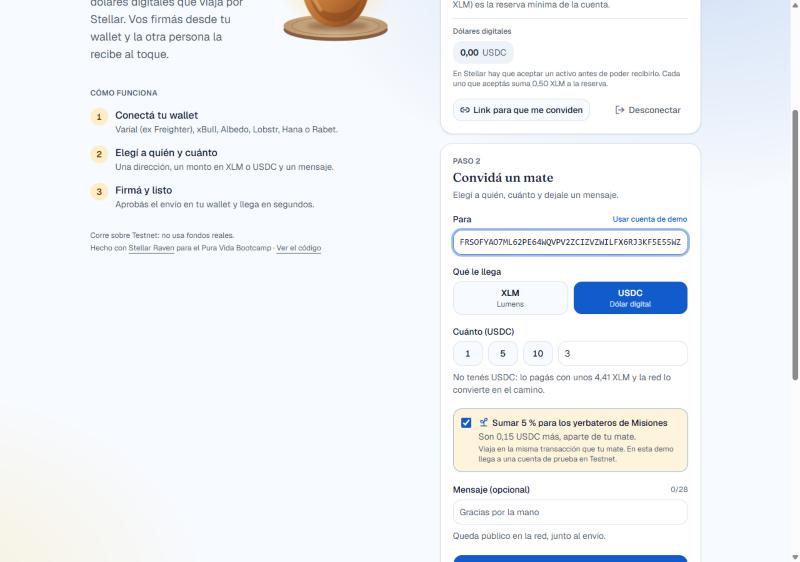 dólares digitales que viaja por
Stellar. Vos firmás desde tu
wallet y la otra persona la
recibe al toque.
CÓMO FUNCIONA
1 Conectá tu wallet
Varial (ex Freighter), xBull, Albedo, Lobstr, Hana o Rabet.
2 Elegí a quién y cuánto
Una dirección, un monto en XLM o USDC y un mensaje.
3 Firmá y listo
Aprobás el envío en tu wallet y llega en segundos.
Corre sobre Testnet: no usa fondos reales.
Hecho con Stellar Raven para el Pura Vida Bootcamp · Ver el código
XLM) es la reserva mínima de la cuenta.
Dólares digitales
0,00 USDC
En Stellar hay que aceptar un activo antes de poder recibirlo. Cada
uno que aceptás suma 0,50 XLM a la reserva.
Link para que me conviden
Desconectar
PASO 2
Convidá un mate
Elegí a quién, cuánto y dejale un mensaje.
Para
Usar cuenta de demo
FRSOFYAO7ML62PE64WQVPV2ZCIZVZWILFX6RJ3KF5E55WZ
Qué le llega
XLM
Lumens
USDC
Dólar digital
Cuánto (USDC)
1 5 10 3
No tenés USDC: lo pagás con unos 4,41 XLM y la red lo
convierte en el camino.
Sumar 5 % para los yerbateros de Misiones
Son 0,15 USDC más, aparte de tu mate.
Viaja en la misma transacción que tu mate. En esta demo
llega a una cuenta de prueba en Testnet.
Mensaje (opcional)
0/28
Gracias por la mano
Queda público en la red, junto al envío.